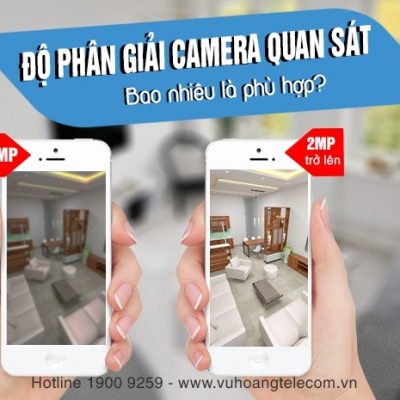 ĐỘ PHÂN GIẢI CAMERA QUAN SÁT
Bao nhiêu là phù hợp?
MP
2MP
trở lên
Hotline 1900 9259 - www.vuhoangtelecom.vn